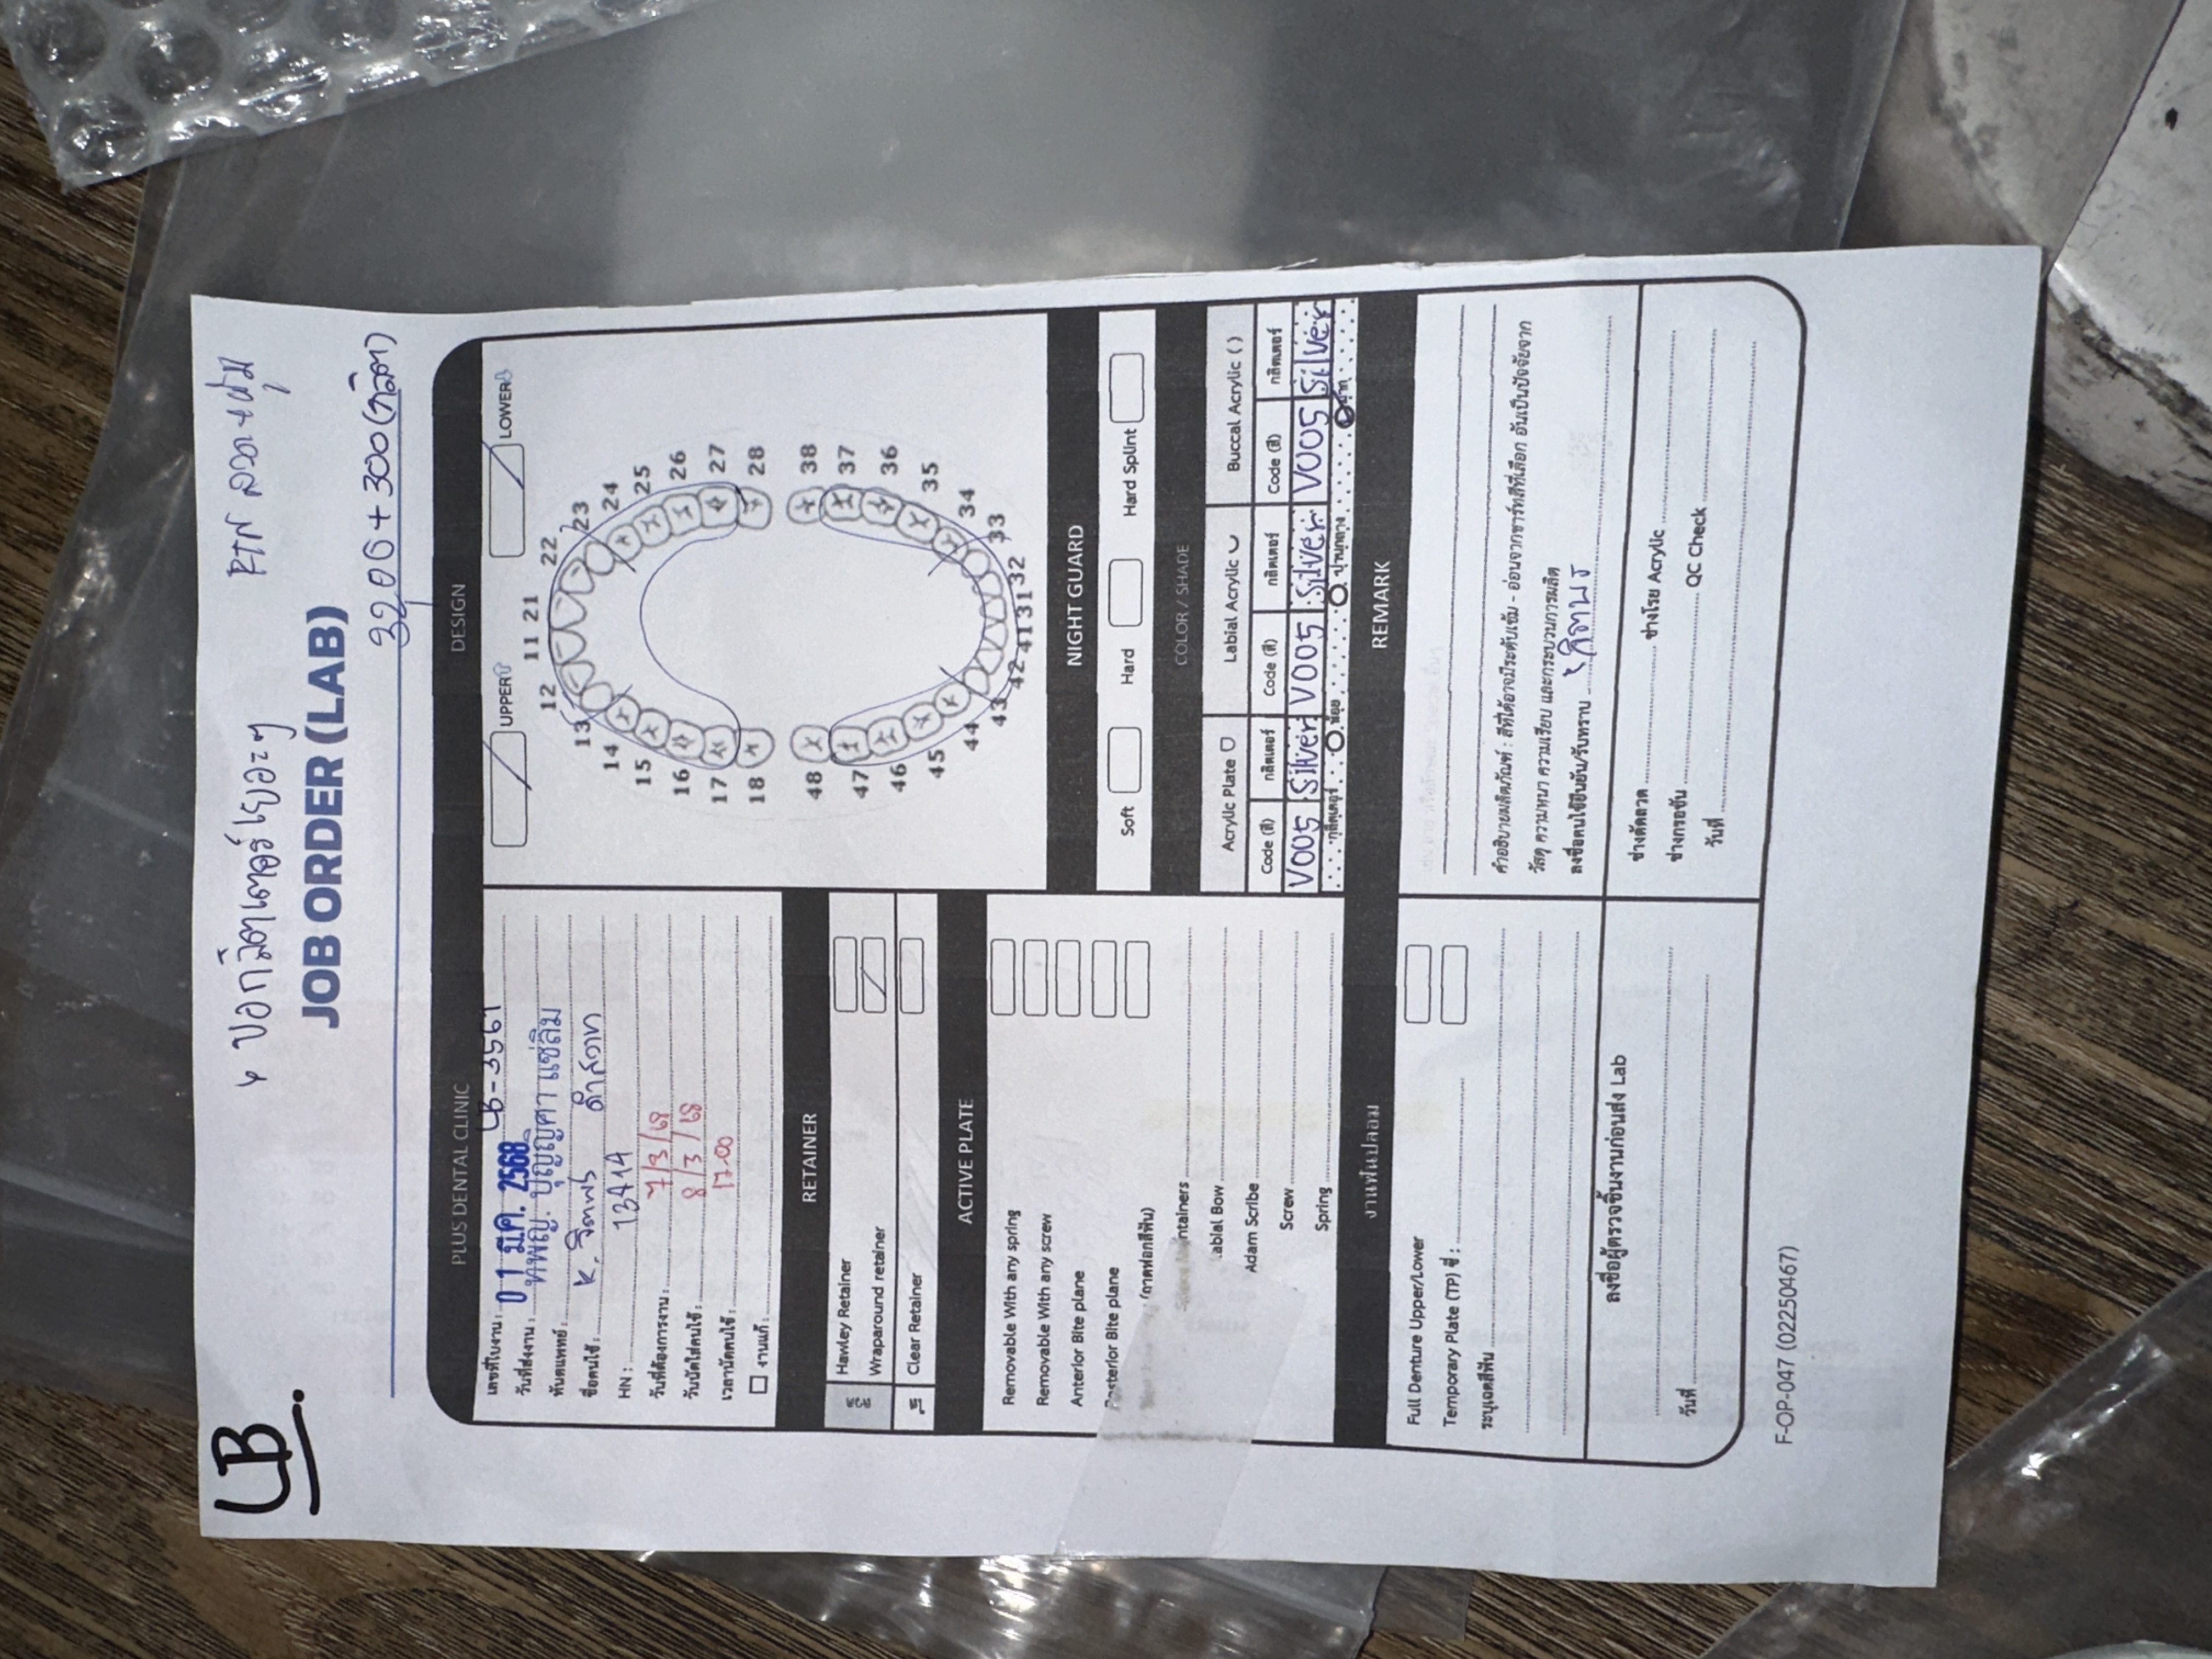 LB
ขอกลิตเตอร์เยอะๆ
RTN ลวด + หุ้ม
3200 + 300 (กลิต)
JOB ORDER (LAB)
PLUS DENTAL CLINIC
เลขที่ใบงาน : LB-3561
วันที่ส่งงาน : 01 มี.ค. 2568
ทันตแพทย์ : ทพญ. ปุญญิศา แซ่ลิม
ชื่อคนไข้ : K. จิตพร
HN : 13414
วันที่ต้องการงาน : 7/3/68
วันนัดใส่คนไข้ : 8/3/68
เวลานัดคนไข้ : 17.00
งานแก้ :
DESIGN
UPPER LOWER
11 21
12 22
13 23
14 24
15 25
16 26
17 27
18 28
48 38
47 37
46 36
45 35
44 34
43 33
42 41 31 32
RETAINER
ลวด
Hawley Retainer
Wraparound retainer
ใส
Clear Retainer
ACTIVE PLATE
Removable With any spring
Removable With any screw
Anterior Bite plane
Posterior Bite plane
(ถาดฟอกสีฟัน)
ntainers
abial Bow
Adam Scribe
Screw
Spring
NIGHT GUARD
Soft Hard Hard Splint
COLOR / SHADE
Acrylic Plate Labial Acrylic Buccal Acrylic ( )
Code (สี) กลิตเตอร์ Code (สี) กลิตเตอร์ Code (สี) กลิตเตอร์
V005 Silver V005 Silver V005 Silver
กลิตเตอร์ น้อย ปานกลาง มาก
งานฟันปลอม
Full Denture Upper/Lower
Temporary Plate (TP) ซี่ :
ระบุเฉดสีฟัน
REMARK
คำอธิบายผลิตภัณฑ์ : สีที่ได้อาจมีระดับเข้ม - อ่อนจากชาร์ทสีที่เลือก อันเป็นปัจจัยจาก
วัสดุ ความหนา ความเรียบ และกระบวนการผลิต
ลงชื่อคนไข้ยืนยัน/รับทราบ จิตพร
ลงชื่อผู้ตรวจชิ้นงานก่อนส่ง Lab
วันที่
ช่างดัดลวด ช่างโรย Acrylic
ช่างกรอขัน QC Check
วันที่
F-OP-047 (02250467)